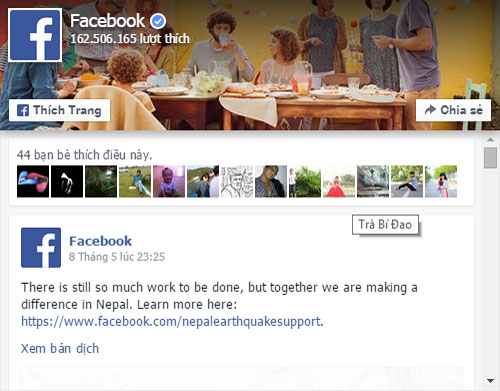 Facebook
162.506.165 lượt thích
Thích Trang
Chia sẻ
44 bạn bè thích điều này.
Trà Bí Đao
Facebook
8 Tháng 5 lúc 23:25
There is still so much work to be done, but together we are making a
difference in Nepal. Learn more here:
https://www.facebook.com/nepalearthquakesupport.
Xem bản dịch